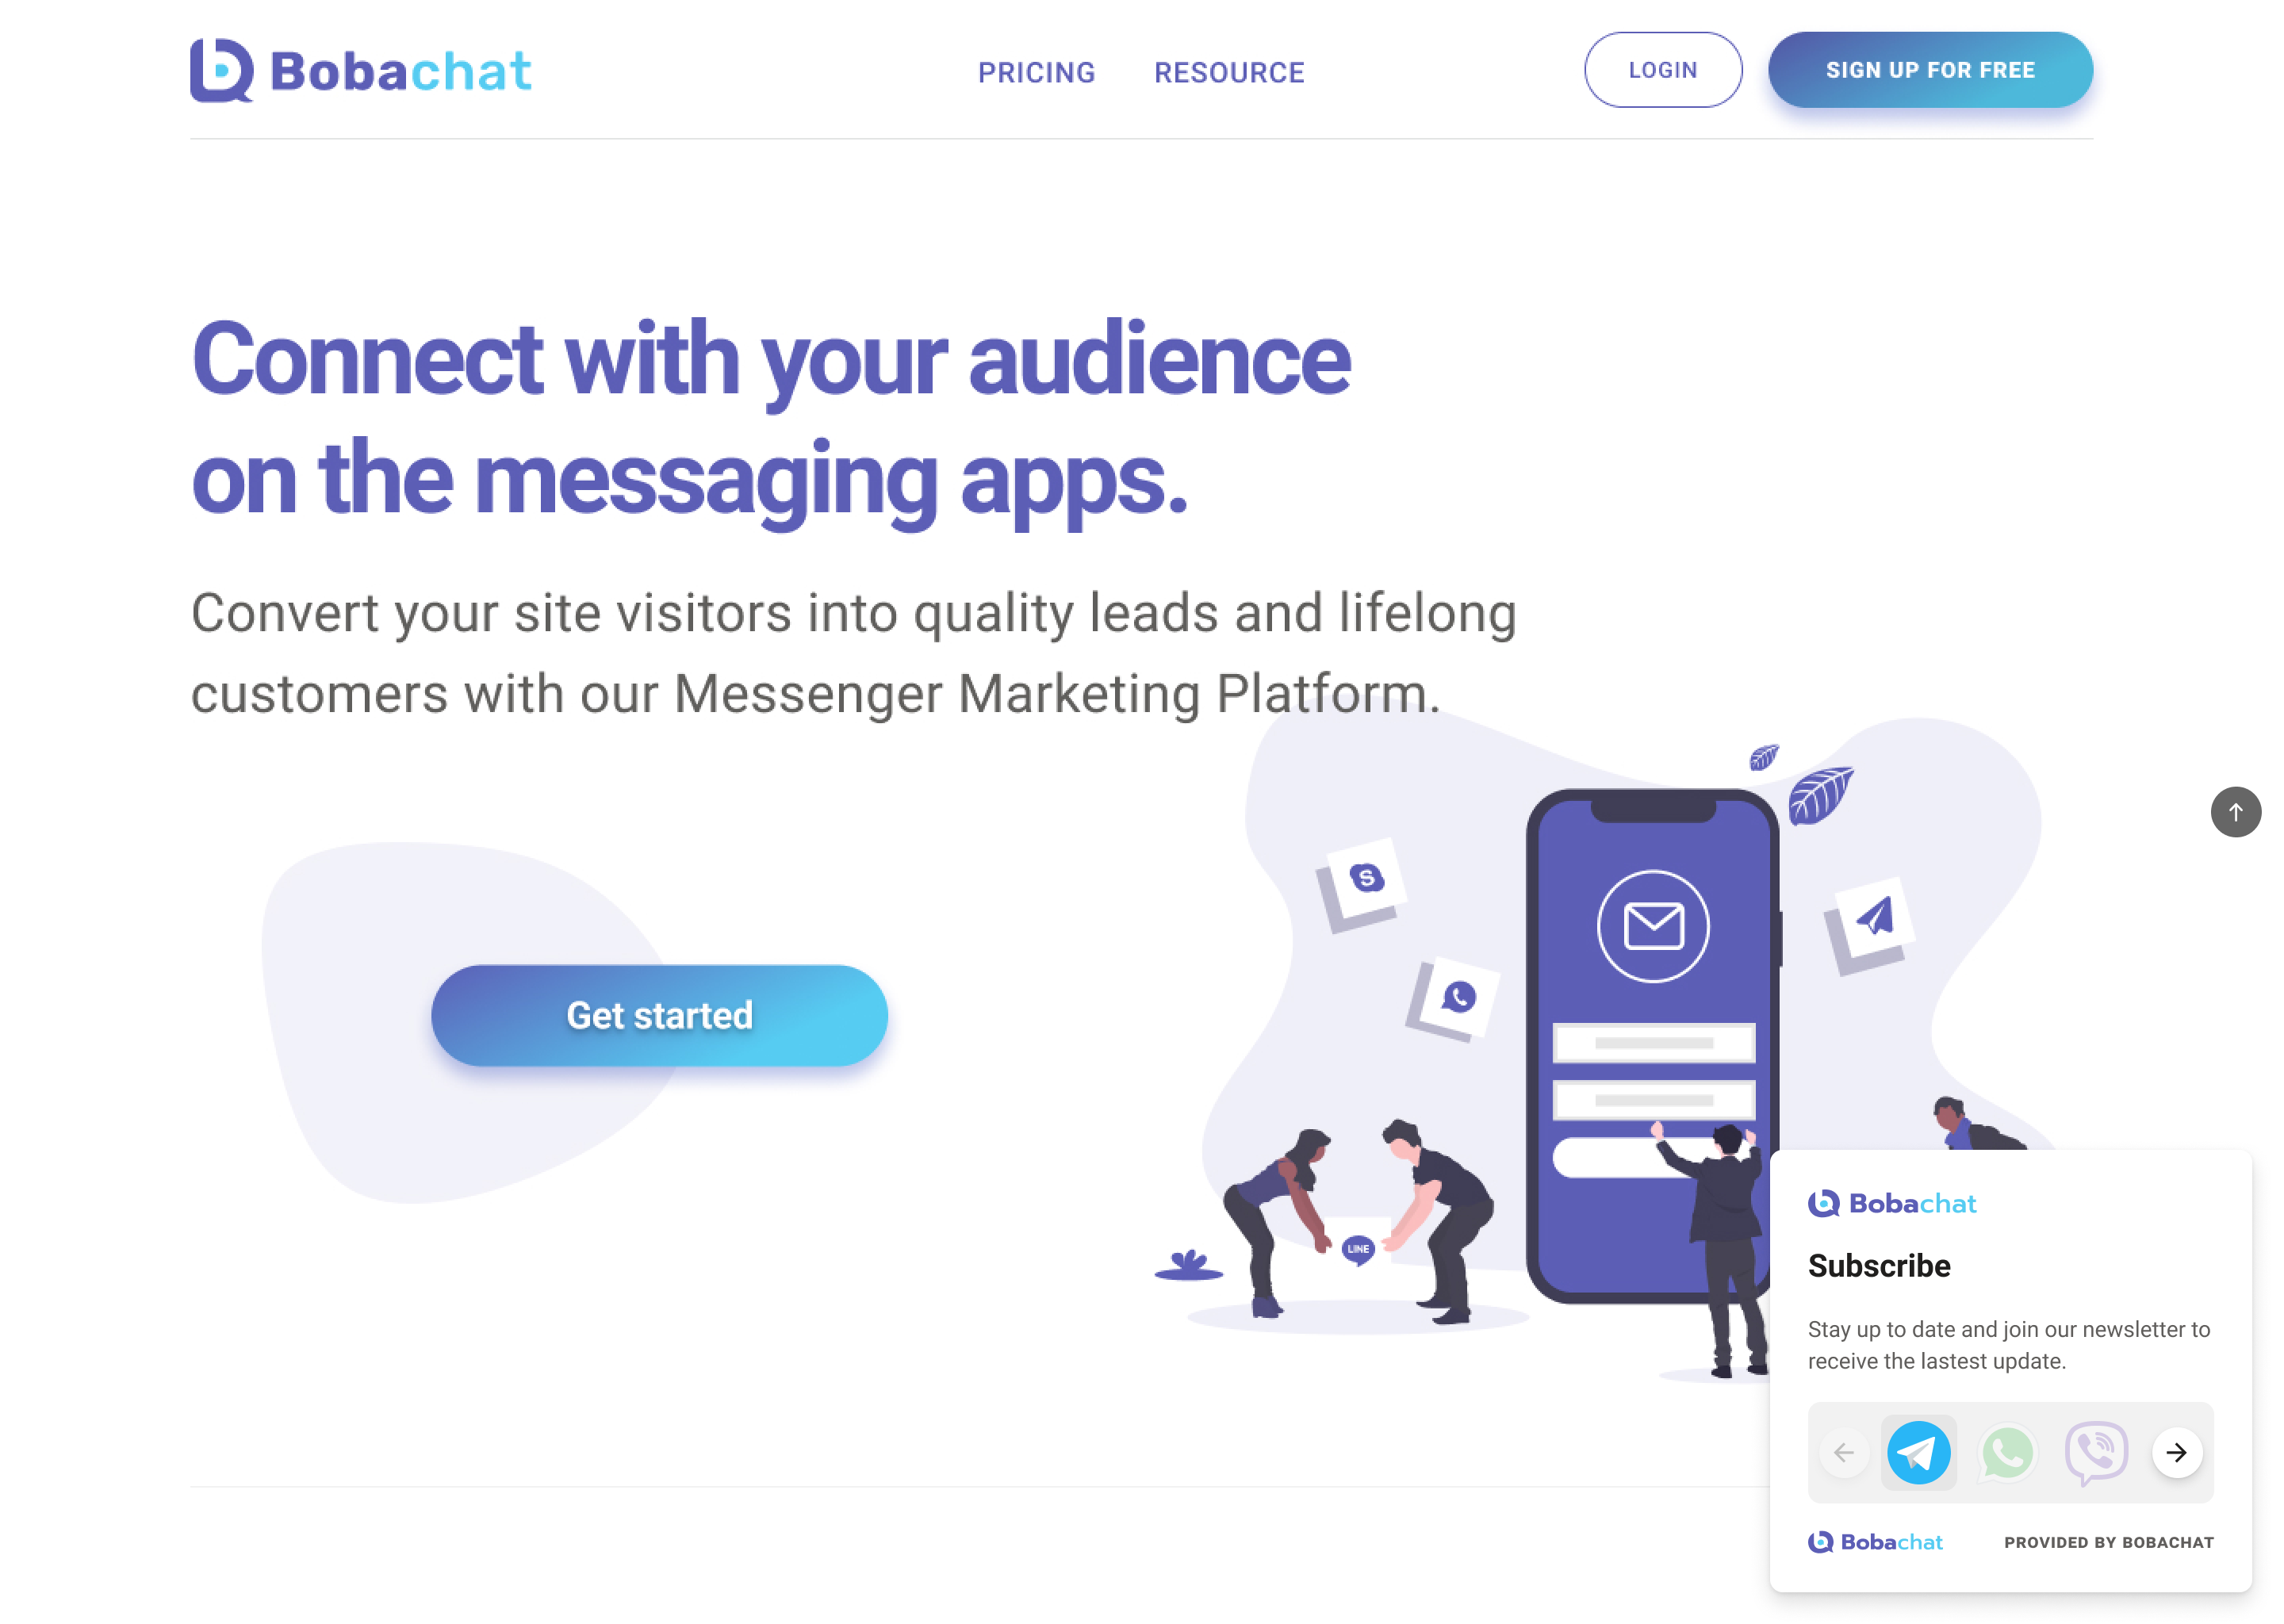 Bobachat
PRICING
RESOURCE
LOGIN
SIGN UP FOR FREE
Connect with your audience
on the messaging apps.
Convert your site visitors into quality leads and lifelong
customers with our Messenger Marketing Platform.
Get started
S
LINE
Bobachat
Subscribe
Stay up to date and join our newsletter to
receive the lastest update.
Bobachat
PROVIDED BY BOBACHAT